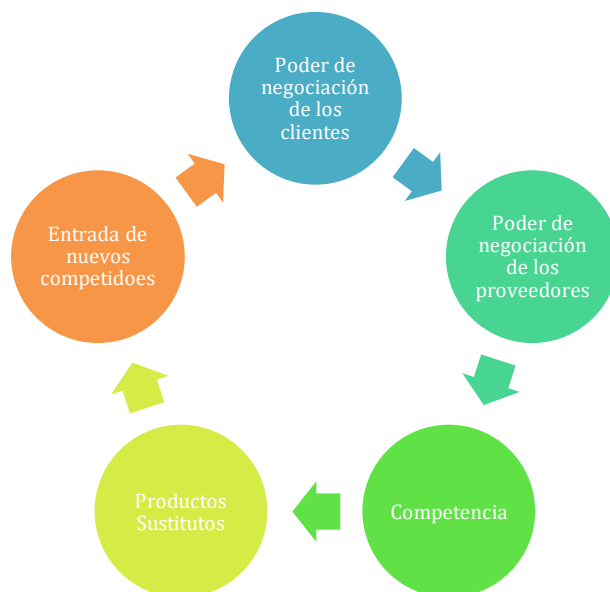 Poder de
negociación
de los
clientes
Poder de
negociación
de los
proveedores
Competencia
Productos
Sustitutos
Entrada de
nuevos
competidoes